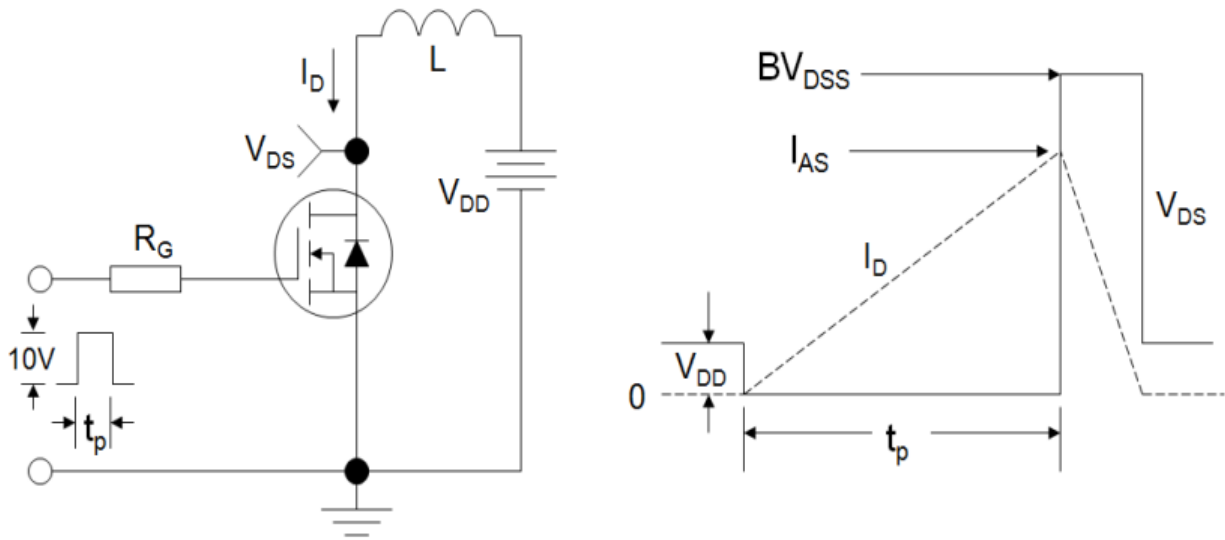 L
I_D
V_DS
V_DD
R_G
10V
t_p
BV_DSS
I_AS
V_DS
I_D
V_DD
0
t_p